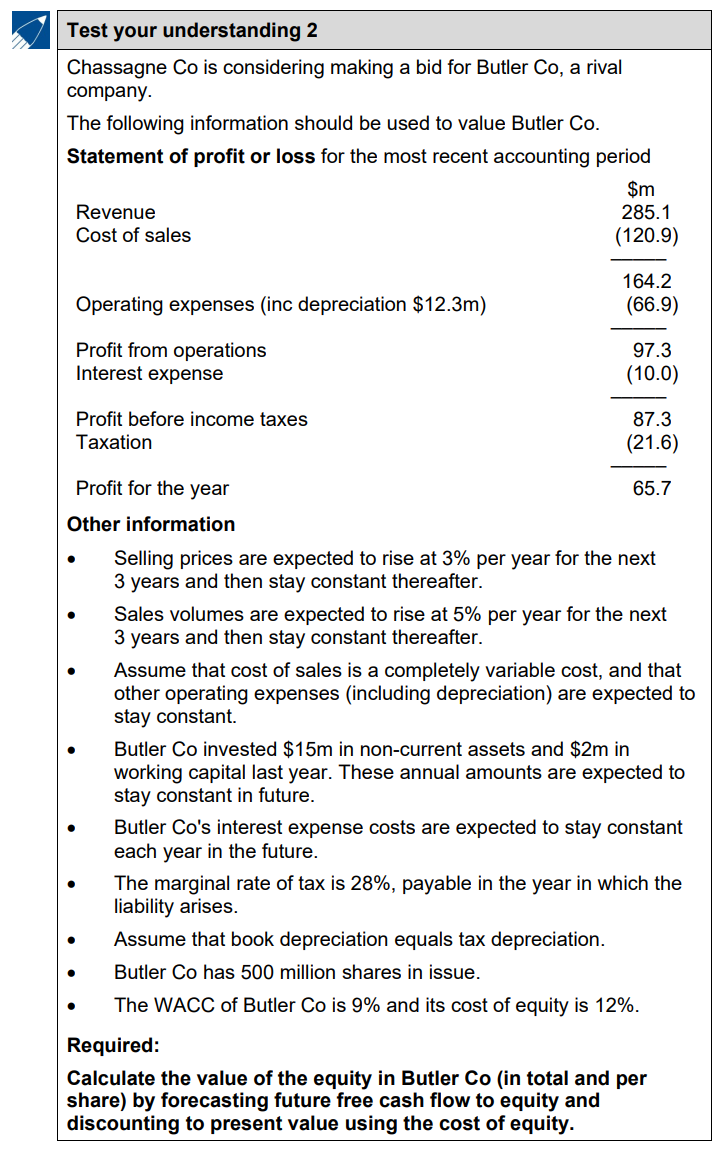 Test your understanding 2
Chassagne Co is considering making a bid for Butler Co, a rival
company.
The following information should be used to value Butler Co.
Statement of profit or loss for the most recent accounting period
$m
Revenue 285.1
Cost of sales (120.9)
164.2
Operating expenses (inc depreciation $12.3m) (66.9)
Profit from operations 97.3
Interest expense (10.0)
Profit before income taxes 87.3
Taxation (21.6)
Profit for the year 65.7
Other information
• Selling prices are expected to rise at 3% per year for the next
3 years and then stay constant thereafter.
• Sales volumes are expected to rise at 5% per year for the next
3 years and then stay constant thereafter.
• Assume that cost of sales is a completely variable cost, and that
other operating expenses (including depreciation) are expected to
stay constant.
• Butler Co invested $15m in non-current assets and $2m in
working capital last year. These annual amounts are expected to
stay constant in future.
• Butler Co's interest expense costs are expected to stay constant
each year in the future.
• The marginal rate of tax is 28%, payable in the year in which the
liability arises.
• Assume that book depreciation equals tax depreciation.
• Butler Co has 500 million shares in issue.
• The WACC of Butler Co is 9% and its cost of equity is 12%.
Required:
Calculate the value of the equity in Butler Co (in total and per
share) by forecasting future free cash flow to equity and
discounting to present value using the cost of equity.